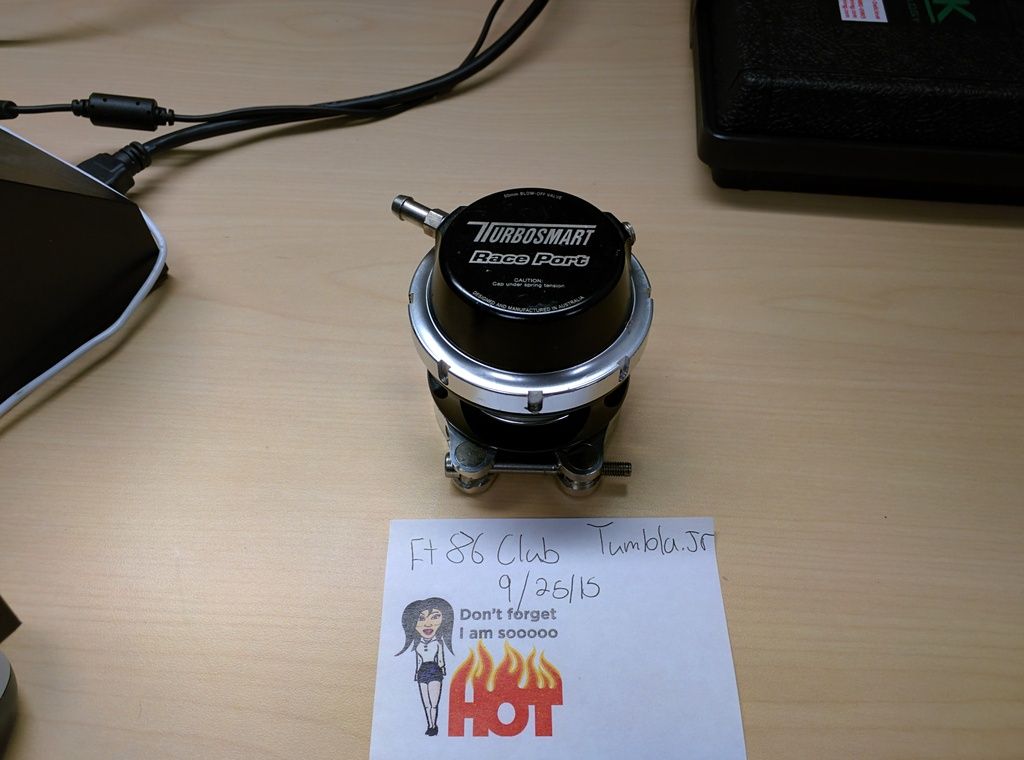 K
50mm BLOW-OFF VALVE
TURBOSMART
Race Port
CAUTION:
Cap under spring tension
DESIGNED AND MANUFACTURED IN AUSTRALIA
Ft 86 Club Tumbla.Jr
9/25/15
Don't forget
I am sooooo
HOT